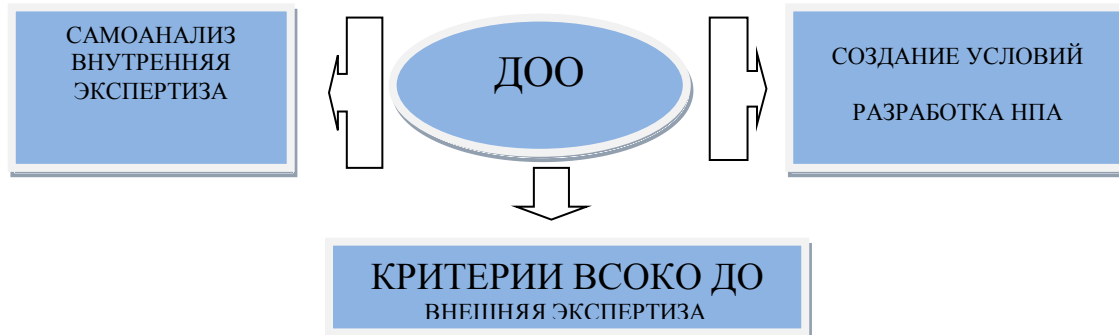 САМОАНАЛИЗ
ВНУТРЕННЯЯ
ЭКСПЕРТИЗА
ДОО
СОЗДАНИЕ УСЛОВИЙ
РАЗРАБОТКА НПА
КРИТЕРИИ ВСОКО ДО
ВНЕШНЯЯ ЭКСПЕРТИЗА